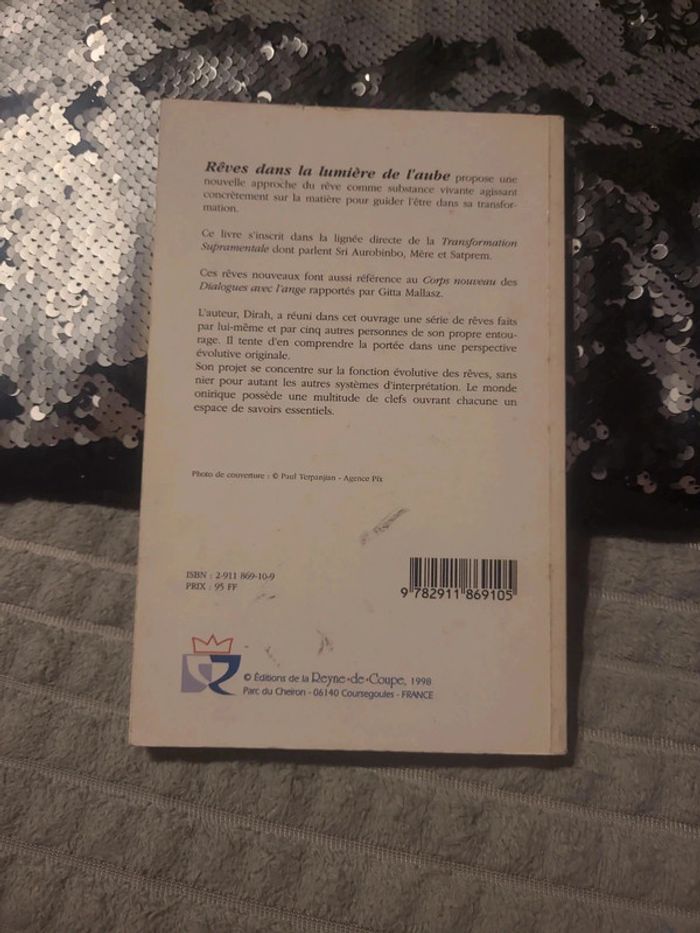 Rêves dans la lumière de l'aube propose une
nouvelle approche du rêve comme substance vivante agissant
concrètement sur la matière pour guider l'être dans sa transfor-
mation.
Ce livre s'inscrit dans la lignée directe de la Transformation
Supramentale dont parlent Sri Aurobinbo, Mère et Satprem.
Ces rêves nouveaux font aussi référence au Corps nouveau des
Dialogues avec l'ange rapportés par Gitta Mallasz.
L'auteur, Dirah, a réuni dans cet ouvrage une série de rêves faits
par lui-même et par cinq autres personnes de son propre entou-
rage. Il tente d'en comprendre la portée dans une perspective
évolutive originale.
Son projet se concentre sur la fonction évolutive des rêves, sans
nier pour autant les autres systèmes d'interprétation. Le monde
onirique possède une multitude de clefs ouvrant chacune un
espace de savoirs essentiels.
Photo de couverture : © Paul Terpanjian - Agence Pix
ISBN : 2-911 869-10-9
PRIX : 95 FF
9 782911 869105
© Éditions de la Reyne-de-Coupe, 1998
Parc du Cheiron - 06140 Coursegoules - FRANCE